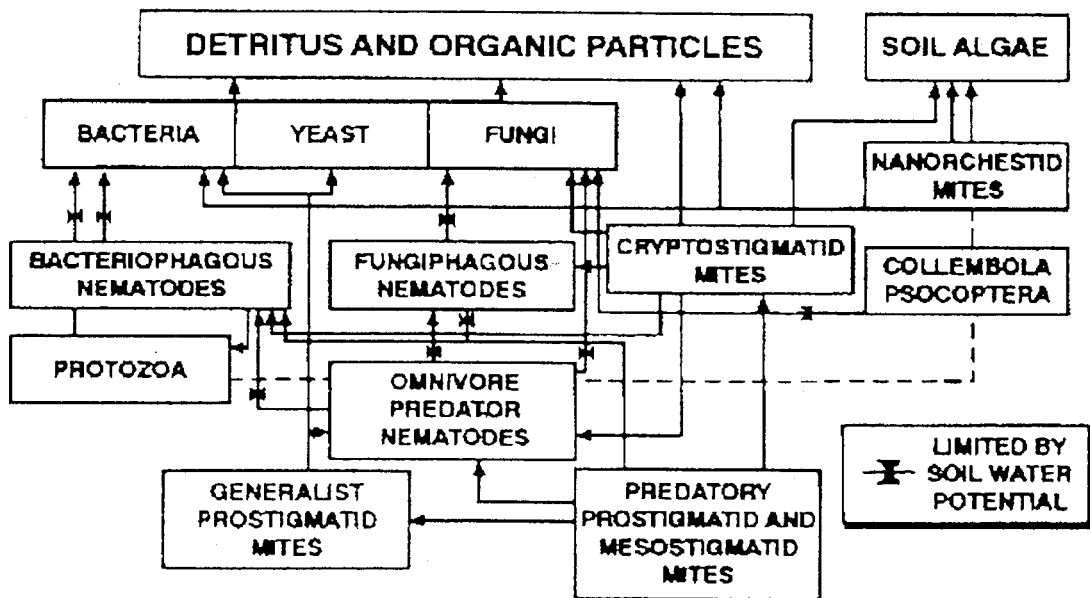 DETRITUS AND ORGANIC PARTICLES
SOIL ALGAE
BACTERIA
YEAST
FUNGI
NANORCHESTID
MITES
BACTERIOPHAGOUS
NEMATODES
FUNGIPHAGOUS
NEMATODES
CRYPTOSTIGMATID
MITES
COLLEMBOLA
PSOCOPTERA
PROTOZOA
OMNIVORE
PREDATOR
NEMATODES
LIMITED BY
SOIL WATER
POTENTIAL
GENERALIST
PROSTIGMATID
MITES
PREDATORY
PROSTIGMATID AND
MESOSTIGMATID
MITES